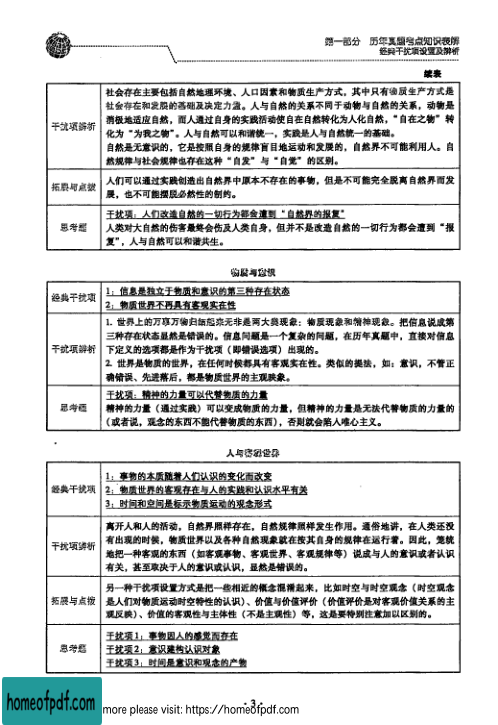 第一部分 历年真题考点知识表解
经典干扰项设置及辨析
续表
社会存在主要包括自然地理环境、人口因素和物质生产方式,其中只有物质生产方式是
社会存在和发展的基础及决定力量。人与自然的关系不同于动物与自然的关系,动物是
消极地适应自然,而人通过自身的实践活动使自在自然转化为人化自然,“自在之物”转
干扰项辨析
化为“为我之物”。人与自然可以和谐统一,实践是人与自然统一的基础。
自然是无意识的,它是按照自身的规律盲目地运动和发展的,自然界不可能利用人。自
然规律与社会规律也存在这种“自发”与“自觉”的区别。
拓展与点拨
人们可以通过实践创造出自然界中原本不存在的事物,但是不可能完全脱离自然界而发
展,也不可能摆脱必然性的制约。
干扰项:人们改造自然的一切行为都会遭到“自然界的报复”
思考题
人类对大自然的伤害最终会伤及人类自身,但并不是改造自然的一切行为都会遭到“报
复”,人与自然可以和谐共生。
物质与意识
经典干扰项
1:信息是独立于物质和意识的第三种存在状态
2:物质世界不再具有客观实在性
1. 世界上的万事万物归结起来无非是两大类现象:物质现象和精神现象。把信息说成第
三种存在状态显然是错误的。信息问题是一个复杂的问题,在历年真题中,直接对信息
干扰项辨析
下定义的选项都是作为干扰项(即错误选项)出现的。
2. 世界是物质的世界,在任何时候都具有客观实在性。类似的提法,如:意识,不管正
确错误、先进落后,都是物质世界的主观映象。
干扰项:精神的力量可以代替物质的力量
思考题
精神的力量(通过实践)可以变成物质的力量,但精神的力量是无法代替物质的力量的
(或者说,观念的东西不能代替物质的东西),否则就会陷入唯心主义。
人与客观世界
1:事物的本质随着人们认识的变化而改变
经典干扰项
2:物质世界的客观存在与人的实践和认识水平有关
3:时间和空间是标示物质运动的观念形式
离开人和人的活动,自然界照样存在,自然规律照样发生作用。通俗地讲,在人类还没
有出现的时候,物质世界以及各种自然现象就在按其自身的规律在运行着。因此,笼统
干扰项辨析
地把一种客观的东西(如客观事物、客观世界、客观规律等)说成与人的意识或者认识
有关,甚至取决于人的意识或认识,显然是错误的。
另一种干扰项设置方式是把一些相近的概念混淆起来,比如时空与时空观念(时空观念
拓展与点拨
是人们对物质运动时空特性的认识)、价值与价值评价(价值评价是对客观价值关系的主
观反映)、价值的客观性与主体性(不是主观性)等,这是要特别注意加以区别的。
干扰项1:事物因人的感觉而存在
思考题
干扰项2:意识建构认识对象
干扰项3:时间是意识和观念的产物
· 3 ·
homeofpdf.com
more please visit: https://homeofpdf.com